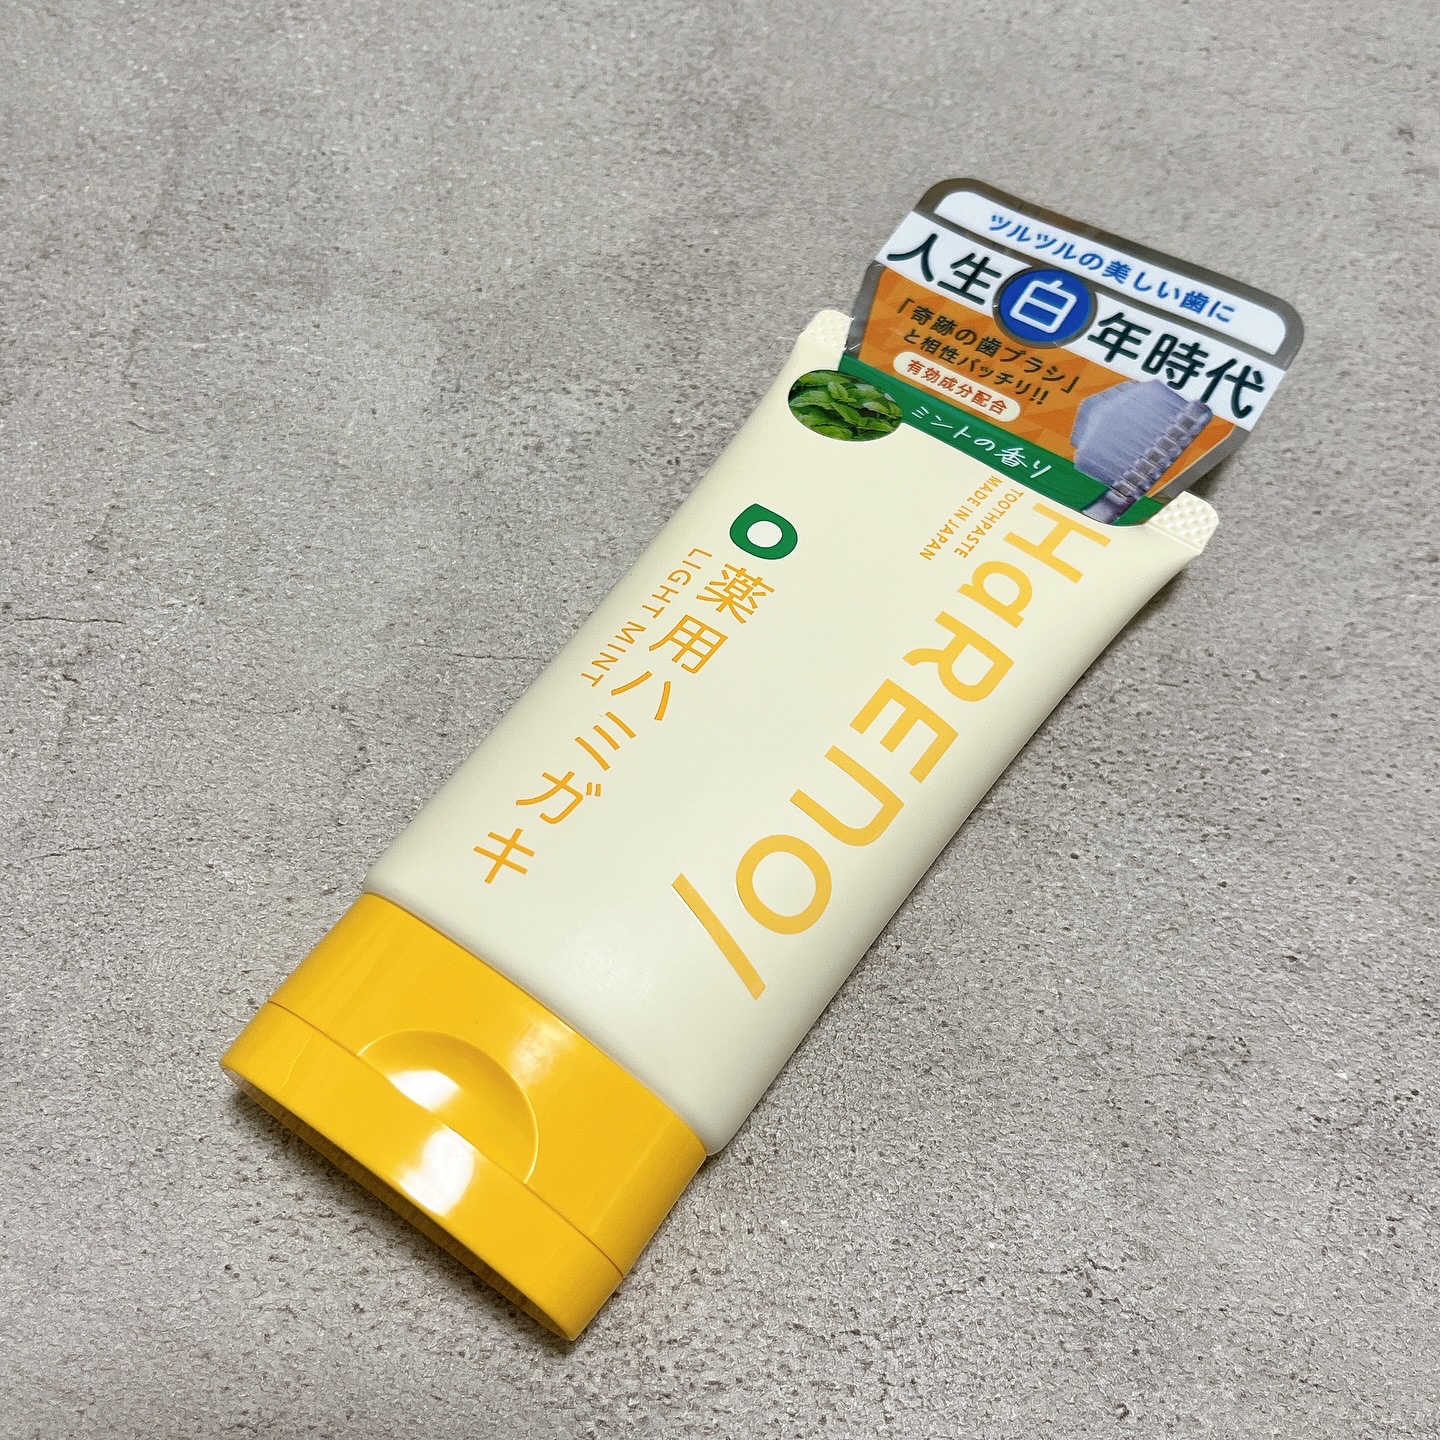 ツルツルの美しい歯に
人生白年時代
「奇跡の歯ブラシ」
と相性バッチリ!!
有効成分配合
ミントの香り
HaREno/
TOOTHPASTE
MADE IN JAPAN
薬用ハミガキ
LIGHT MINT